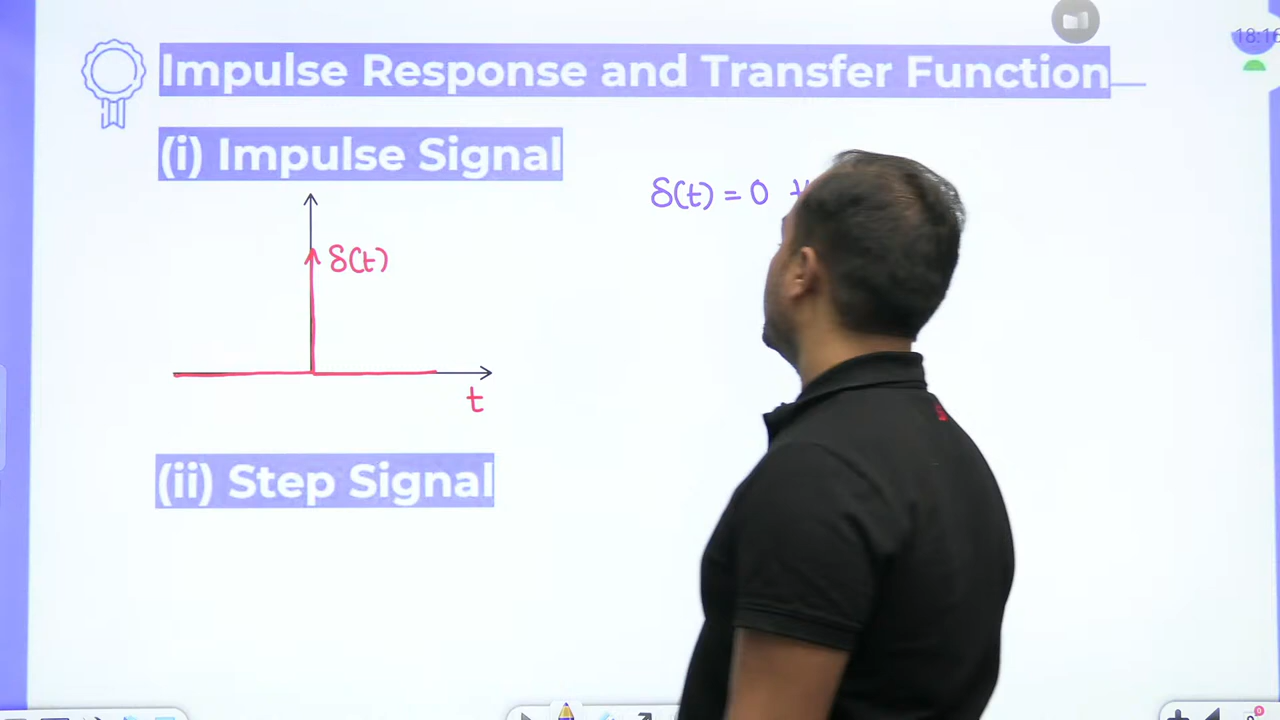 Impulse Response and Transfer Function
(i) Impulse Signal
δ(t) = 0
δ(t)
t
(ii) Step Signal